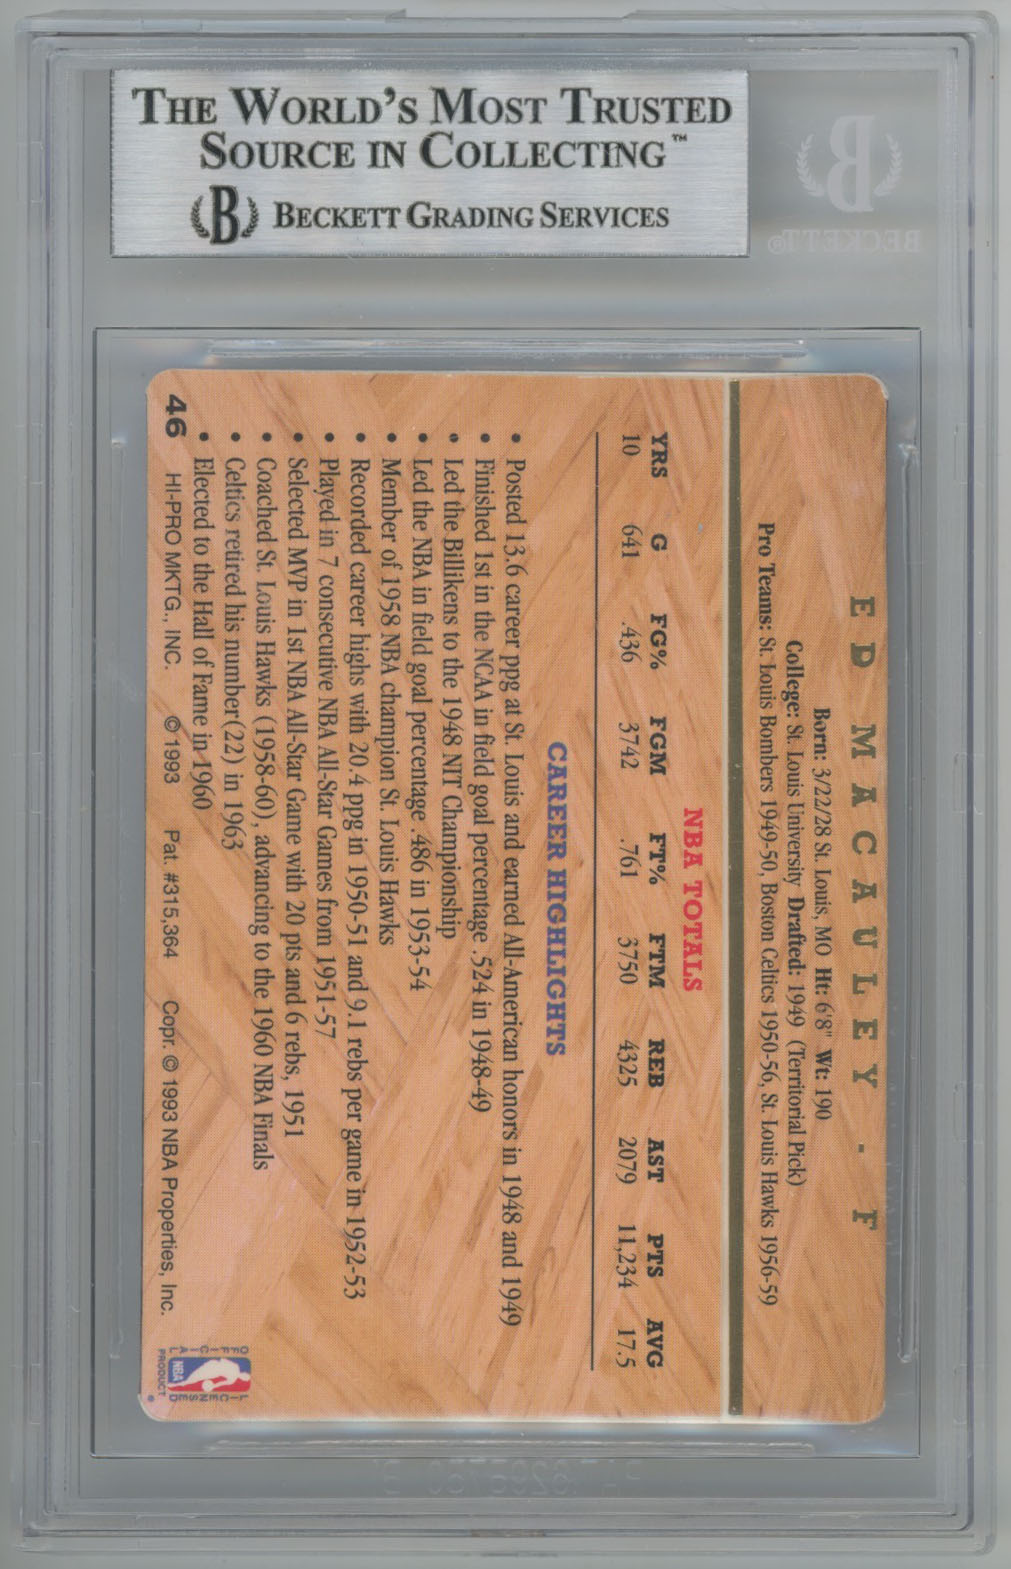 THE WORLD'S MOST TRUSTED
SOURCE IN COLLECTING™
B BECKETT GRADING SERVICES
B
BECKETT®
ED MACAULEY - F
Born: 3/22/28 St. Louis, MO Ht: 6'8" Wt: 190
College: St. Louis University Drafted: 1949 (Territorial Pick)
Pro Teams: St. Louis Bombers 1949-50, Boston Celtics 1950-56, St. Louis Hawks 1956-59
NBA TOTALS
YRS G FG% FGM FT% FTM REB AST PTS AVG
10 641 .436 3742 .761 3750 4325 2079 11,234 17.5
CAREER HIGHLIGHTS
• Posted 13.6 career ppg at St. Louis and earned All-American honors in 1948 and 1949
• Finished 1st in the NCAA in field goal percentage .524 in 1948-49
• Led the Billikens to the 1948 NIT Championship
• Led the NBA in field goal percentage .486 in 1953-54
• Member of 1958 NBA champion St. Louis Hawks
• Recorded career highs with 20.4 ppg in 1950-51 and 9.1 rebs per game in 1952-53
• Played in 7 consecutive NBA All-Star Games from 1951-57
• Selected MVP in 1st NBA All-Star Game with 20 pts and 6 rebs, 1951
• Coached St. Louis Hawks (1958-60), advancing to the 1960 NBA Finals
• Celtics retired his number (22) in 1963
• Elected to the Hall of Fame in 1960
46 HI-PRO MKTG., INC. © 1993 Pat. #315,364 Copr. © 1993 NBA Properties, Inc.
OFFICIAL LICENSED
NBA
PRODUCT